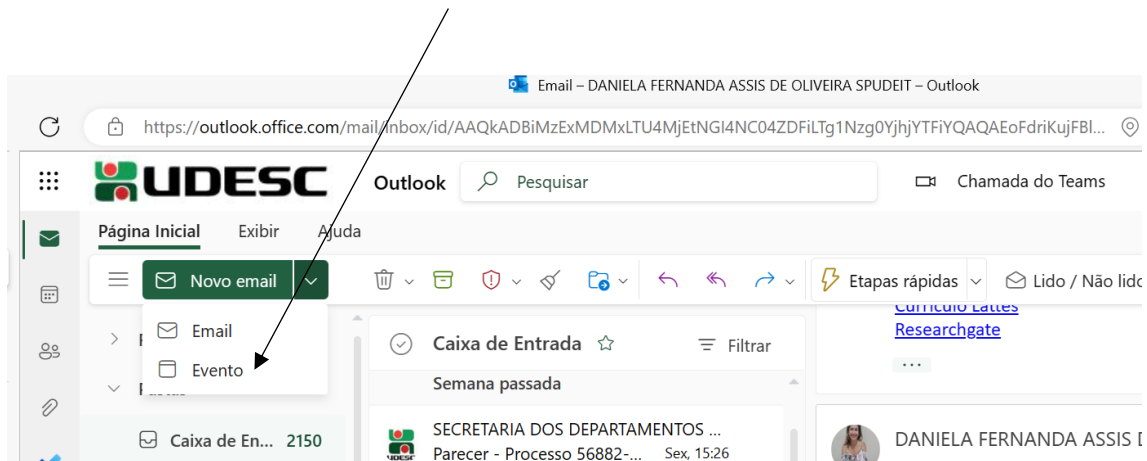 Email – DANIELA FERNANDA ASSIS DE OLIVEIRA SPUDEIT – Outlook
https://outlook.office.com/mail/inbox/id/AAQkADBiMzExMDMxLTU4MjEtNGI4NC04ZDFiLTg1Nzg0YjhjYTFiYQAQAEoFdriKujFBl...
UDESC Outlook Pesquisar Chamada do Teams
Página Inicial Exibir Ajuda
Novo email Etapas rápidas Lido / Não lido
Currículo Lattes
Email
Researchgate
Caixa de Entrada Filtrar
...
Evento
Semana passada
Caixa de En... 2150
SECRETARIA DOS DEPARTAMENTOS ...
DANIELA FERNANDA ASSIS D
UDESC
Parecer - Processo 56882-... Sex, 15:26